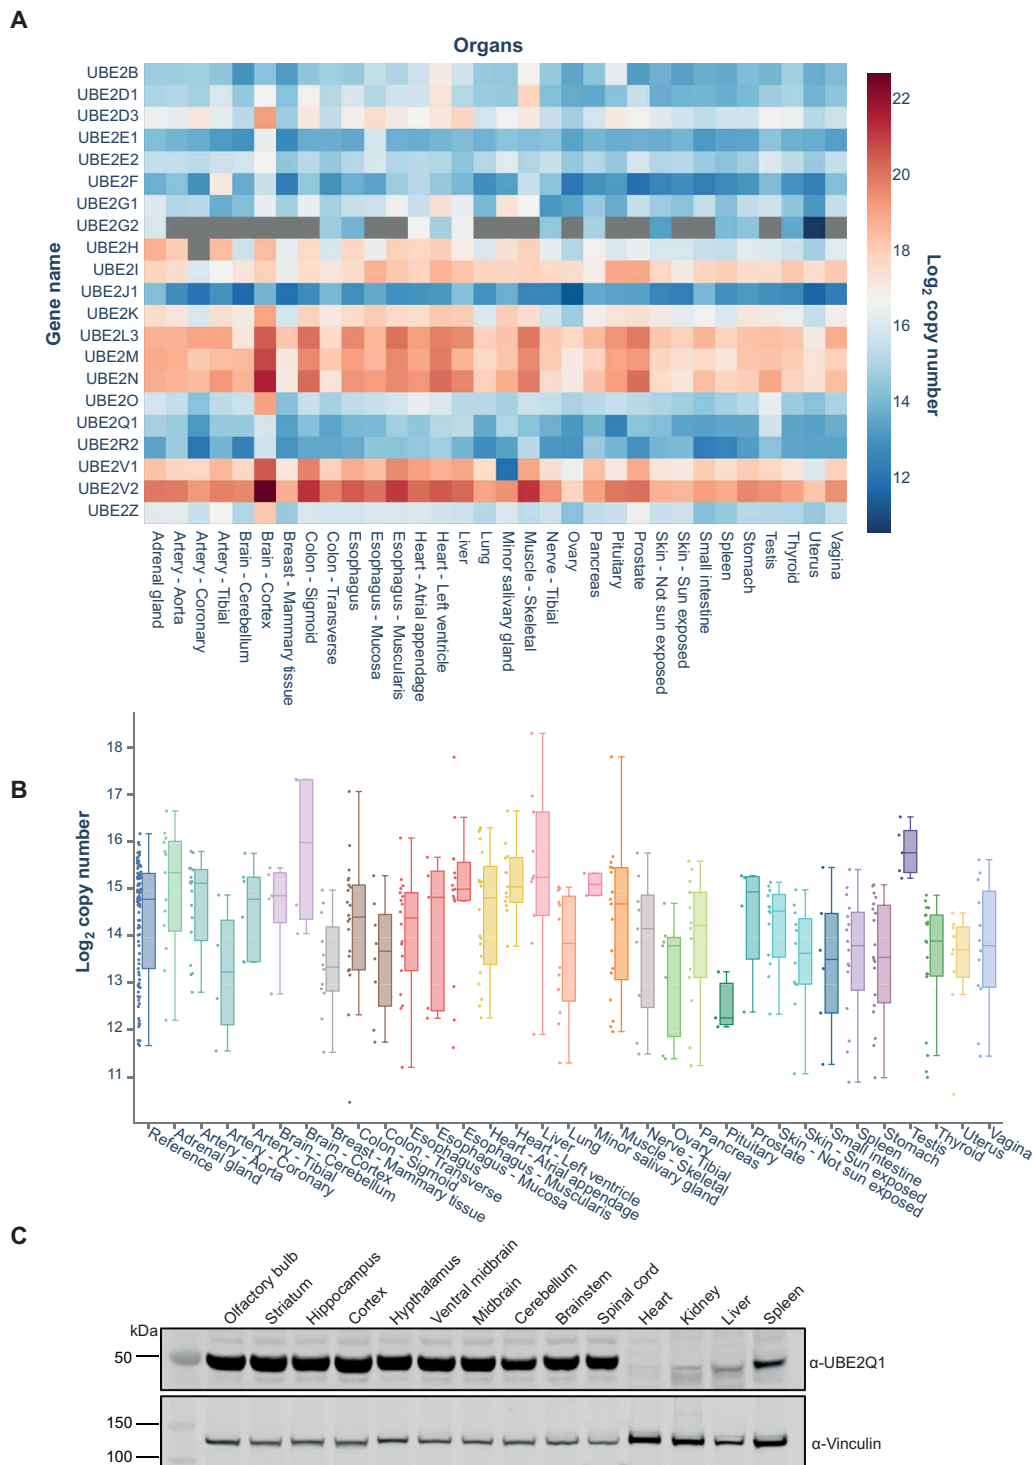 A
Organs
Gene name
UBE2B
UBE2D1
UBE2D3
UBE2E1
UBE2E2
UBE2F
UBE2G1
UBE2G2
UBE2H
UBE2I
UBE2J1
UBE2K
UBE2L3
UBE2M
UBE2N
UBE2O
UBE2Q1
UBE2R2
UBE2V1
UBE2V2
UBE2Z
22
20
18
16
14
12
Log2 copy number
Adrenal gland
Artery - Aorta
Artery - Coronary
Artery - Tibial
Brain - Cerebellum
Brain - Cortex
Breast - Mammary tissue
Colon - Sigmoid
Colon - Transverse
Esophagus
Esophagus - Mucosa
Esophagus - Muscularis
Heart - Atrial appendage
Heart - Left ventricle
Liver
Lung
Minor salivary gland
Muscle - Skeletal
Nerve - Tibial
Ovary
Pancreas
Pituitary
Prostate
Skin - Not sun exposed
Skin - Sun exposed
Small intestine
Spleen
Stomach
Testis
Thyroid
Uterus
Vagina
B
Log2 copy number
18
17
16
15
14
13
12
11
Reference
Adrenal gland
Artery - Aorta
Artery - Coronary
Artery - Tibial
Brain - Cerebellum
Brain - Cortex
Breast - Mammary tissue
Colon - Sigmoid
Colon - Transverse
Esophagus
Esophagus - Mucosa
Esophagus - Muscularis
Heart - Atrial appendage
Heart - Left ventricle
Liver
Lung
Minor salivary gland
Muscle - Skeletal
Nerve - Tibial
Ovary
Pancreas
Pituitary
Prostate
Skin - Not sun exposed
Skin - Sun exposed
Small intestine
Spleen
Stomach
Testis
Thyroid
Uterus
Vagina
C
Olfactory bulb
Striatum
Hippocampus
Cortex
Hypthalamus
Ventral midbrain
Midbrain
Cerebellum
Brainstem
Spinal cord
Heart
Kidney
Liver
Spleen
kDa
50
α-UBE2Q1
150
100
α-Vinculin